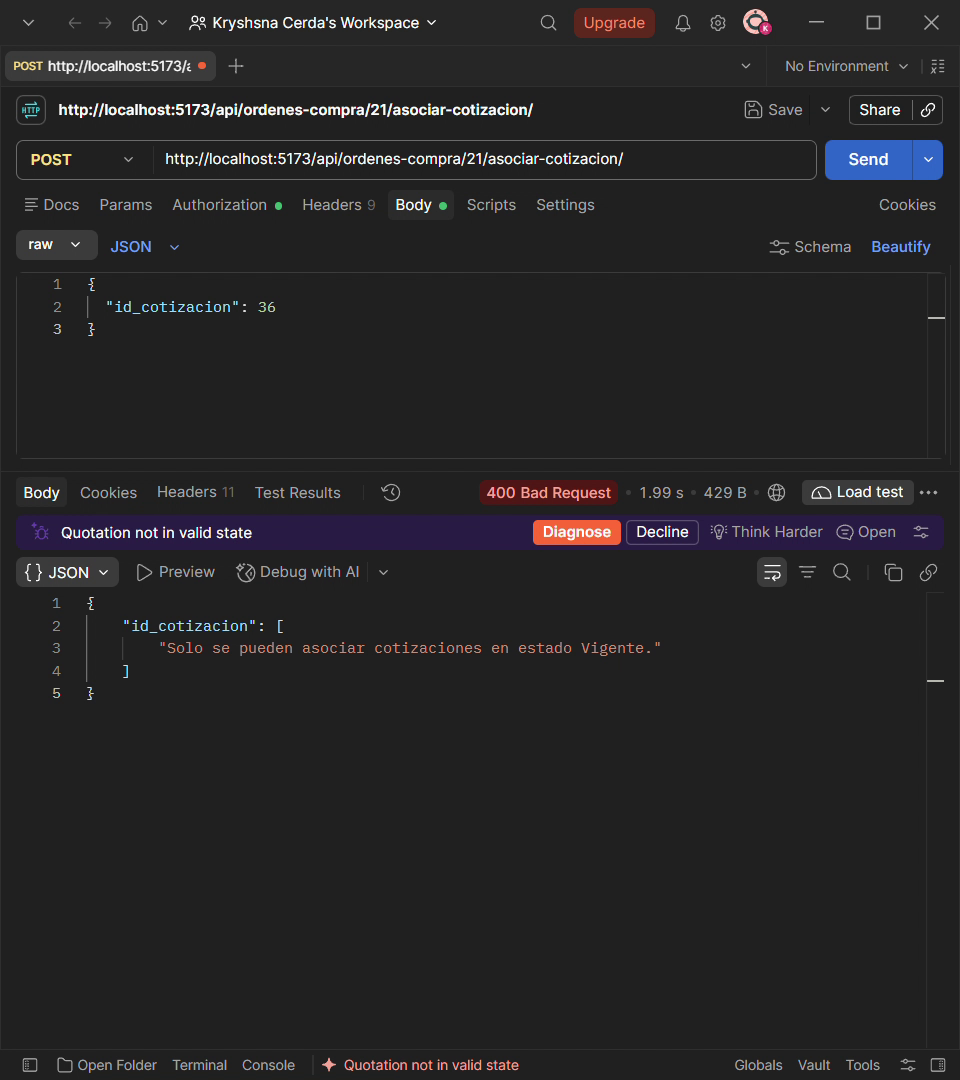 Kryshsna Cerda's Workspace
Upgrade
K
POST http://localhost:5173/a
No Environment
HTTP
http://localhost:5173/api/ordenes-compra/21/asociar-cotizacion/
Save
Share
POST
http://localhost:5173/api/ordenes-compra/21/asociar-cotizacion/
Send
Docs Params Authorization Headers 9 Body Scripts Settings Cookies
raw JSON Schema Beautify
1 {
2 "id_cotizacion": 36
3 }
Body Cookies Headers 11 Test Results 400 Bad Request 1.99 s 429 B Load test
Quotation not in valid state Diagnose Decline Think Harder Open
{} JSON Preview Debug with AI
1 {
2 "id_cotizacion": [
3 "Solo se pueden asociar cotizaciones en estado Vigente."
4 ]
5 }
Open Folder Terminal Console Quotation not in valid state Globals Vault Tools